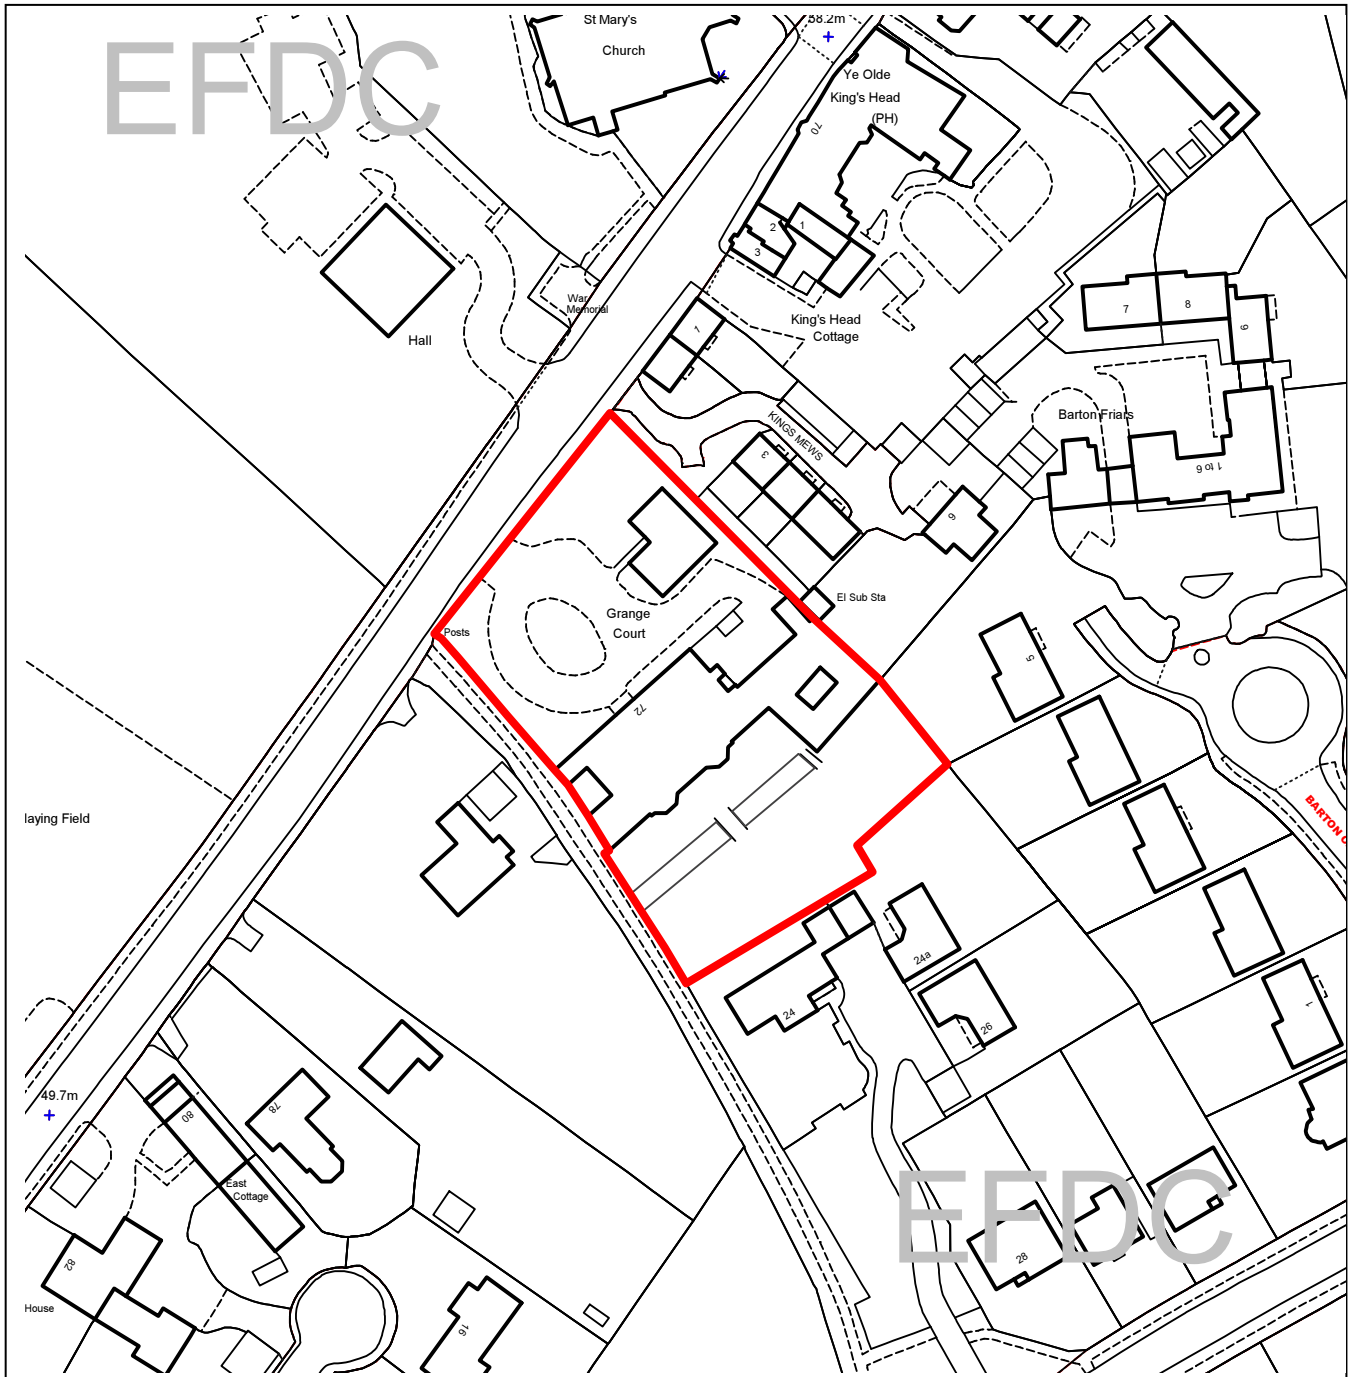 St Mary's
Church
58.2m
EFDC
Ye Olde
King's Head
(PH)
70
2
1
3
War
Memorial
Hall
1
King's Head
Cottage
7
8
9
Barton Friars
KINGS MEWS
3
1 to 6
6
El Sub Sta
Grange
Court
Posts
5
72
laying Field
BARTON C
24a
24
26
1
49.7m
80
78
East
Cottage
EFDC
28
82
House
16